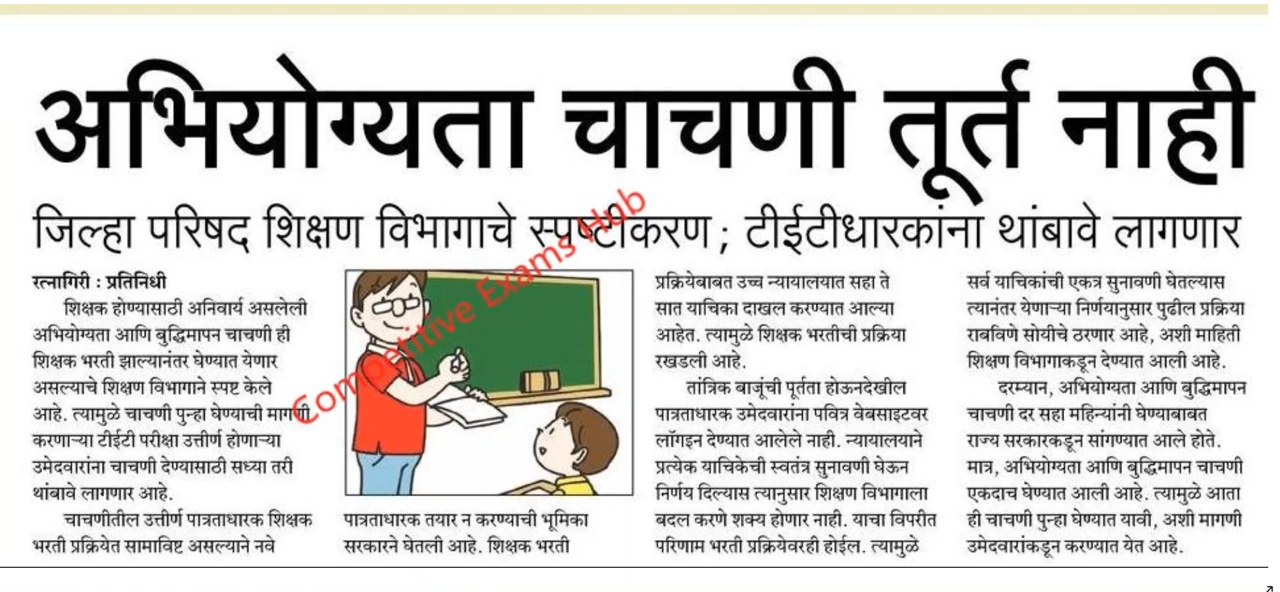 अभियोग्यता चाचणी तूर्त नाही
जिल्हा परिषद शिक्षण विभागाचे स्पष्टीकरण; टीईटीधारकांना थांबावे लागणार
रत्नागिरी : प्रतिनिधी
शिक्षक होण्यासाठी अनिवार्य असलेली
अभियोग्यता आणि बुद्धिमापन चाचणी ही
शिक्षक भरती झाल्यानंतर घेण्यात येणार
असल्याचे शिक्षण विभागाने स्पष्ट केले
आहे. त्यामुळे चाचणी पुन्हा घेण्याची मागणी
करणाऱ्या टीईटी परीक्षा उत्तीर्ण होणाऱ्या
उमेदवारांना चाचणी देण्यासाठी सध्या तरी
थांबावे लागणार आहे.
चाचणीतील उत्तीर्ण पात्रताधारक शिक्षक
भरती प्रक्रियेत सामाविष्ट असल्याने नवे
पात्रताधारक तयार न करण्याची भूमिका
सरकारने घेतली आहे. शिक्षक भरती
प्रक्रियेबाबत उच्च न्यायालयात सहा ते
सात याचिका दाखल करण्यात आल्या
आहेत. त्यामुळे शिक्षक भरतीची प्रक्रिया
रखडली आहे.
तांत्रिक बाजूंची पूर्तता होऊनदेखील
पात्रताधारक उमेदवारांना पवित्र वेबसाइटवर
लॉगइन देण्यात आलेले नाही. न्यायालयाने
प्रत्येक याचिकेची स्वतंत्र सुनावणी घेऊन
निर्णय दिल्यास त्यानुसार शिक्षण विभागाला
बदल करणे शक्य होणार नाही. याचा विपरीत
परिणाम भरती प्रक्रियेवरही होईल. त्यामुळे
सर्व याचिकांची एकत्र सुनावणी घेतल्यास
त्यानंतर येणाऱ्या निर्णयानुसार पुढील प्रक्रिया
राबविणे सोयीचे ठरणार आहे, अशी माहिती
शिक्षण विभागाकडून देण्यात आली आहे.
दरम्यान, अभियोग्यता आणि बुद्धिमापन
चाचणी दर सहा महिन्यांनी घेण्याबाबत
राज्य सरकारकडून सांगण्यात आले होते.
मात्र, अभियोग्यता आणि बुद्धिमापन चाचणी
एकदाच घेण्यात आली आहे. त्यामुळे आता
ही चाचणी पुन्हा घेण्यात यावी, अशी मागणी
उमेदवारांकडून करण्यात येत आहे.
Competitive Exams Hub